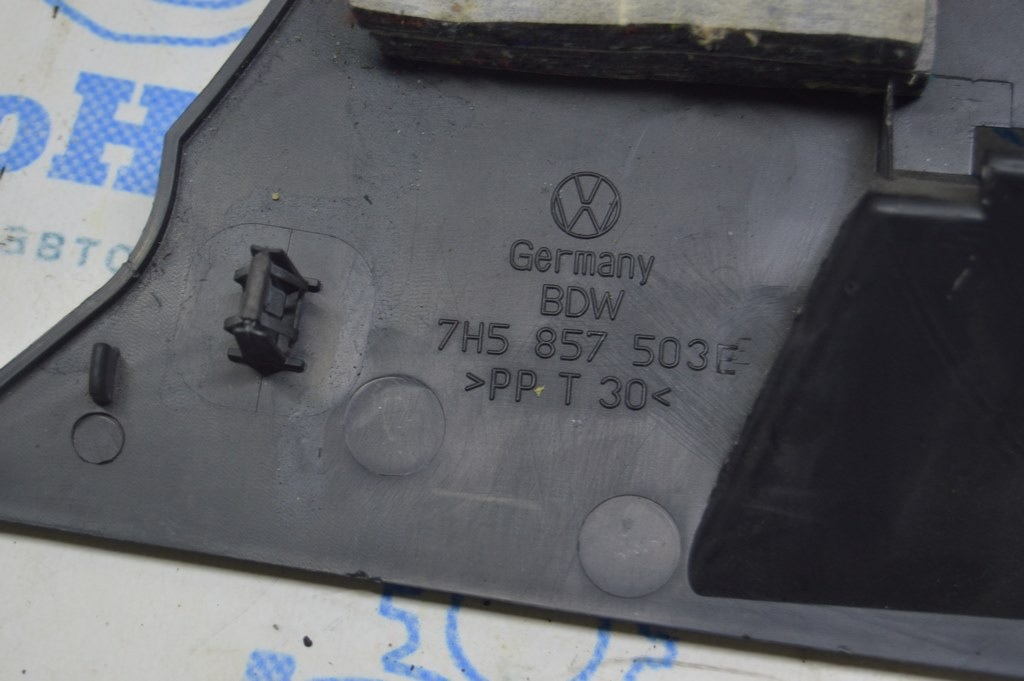 Germany
BDW
7H5 857 503E
>PP T 30<